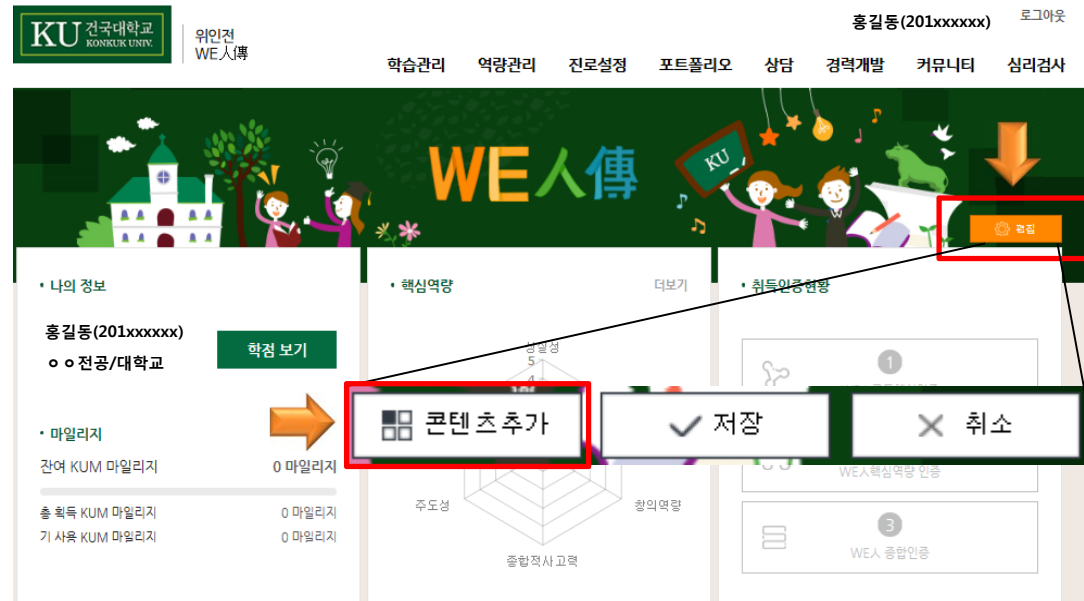 KU 건국대학교
KONKUK UNIV.
위인전
WE人傳
홍길동(201xxxxxx)
로그아웃
학습관리 역량관리 진로설정 포트폴리오 상담 경력개발 커뮤니티 심리검사
WE人傳
KU
편집
• 나의 정보
홍길동(201xxxxxx)
ㅇㅇ전공/대학교
학점 보기
• 마일리지
잔여 KUM 마일리지 0 마일리지
총 획득 KUM 마일리지 0 마일리지
기 사용 KUM 마일리지 0 마일리지
• 핵심역량 더보기
성실성
5
4
콘텐츠추가 저장 취소
주도성 창의역량
종합적사고력
• 취득인증현황
1
WE人핵심역량 인증
3
WE人 종합인증